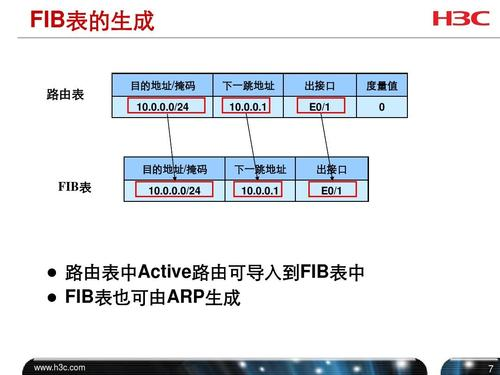 FIB表的生成
H3C
路由表
目的地址/掩码 下一跳地址 出接口 度量值
10.0.0.0/24 10.0.0.1 E0/1 0
FIB表
目的地址/掩码 下一跳地址 出接口
10.0.0.0/24 10.0.0.1 E0/1
● 路由表中Active路由可导入到FIB表中
● FIB表也可由ARP生成
www.h3c.com
7